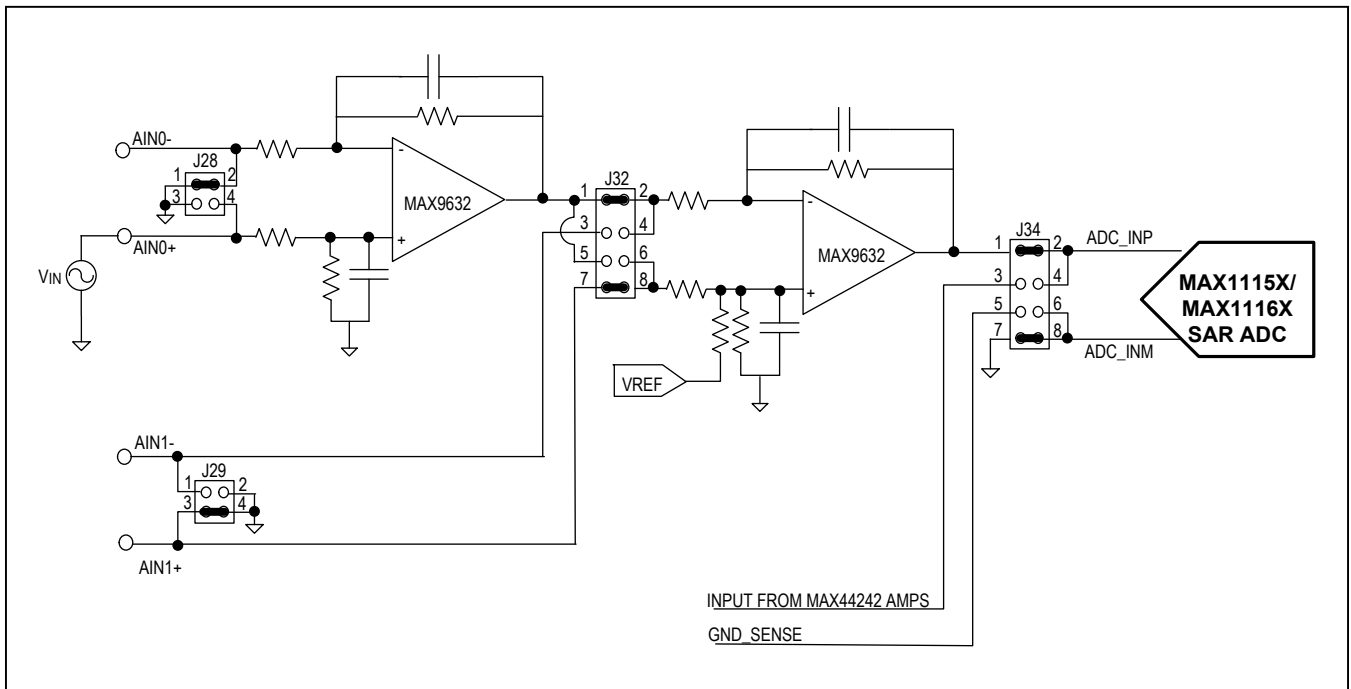 AIN0-
J28
1 2
3 4
AIN0+
VIN
-
+
MAX9632
J32
1 2
3 4
5 6
7 8
-
+
MAX9632
VREF
J34
1 2
3 4
5 6
7 8
ADC_INP
ADC_INM
MAX1115X/
MAX1116X
SAR ADC
AIN1-
J29
1 2
3 4
AIN1+
INPUT FROM MAX44242 AMPS
GND_SENSE